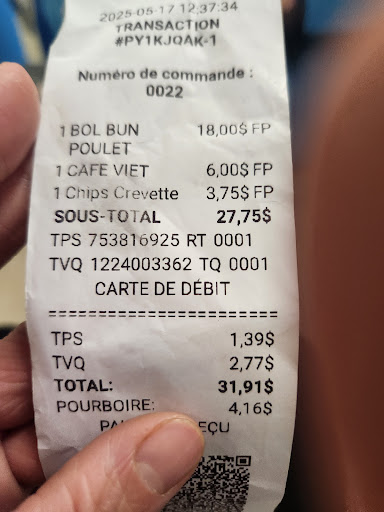 2025-05-17 12:37:34
TRANSACTION
#PY1KJQAK-1
Numéro de commande :
0022
1 BOL BUN 18,00$ FP
POULET
1 CAFE VIET 6,00$ FP
1 Chips Crevette 3,75$ FP
SOUS-TOTAL 27,75$
TPS 753816925 RT 0001
TVQ 1224003362 TQ 0001
CARTE DE DÉBIT
============================
TPS 1,39$
TVQ 2,77$
TOTAL: 31,91$
POURBOIRE: 4,16$